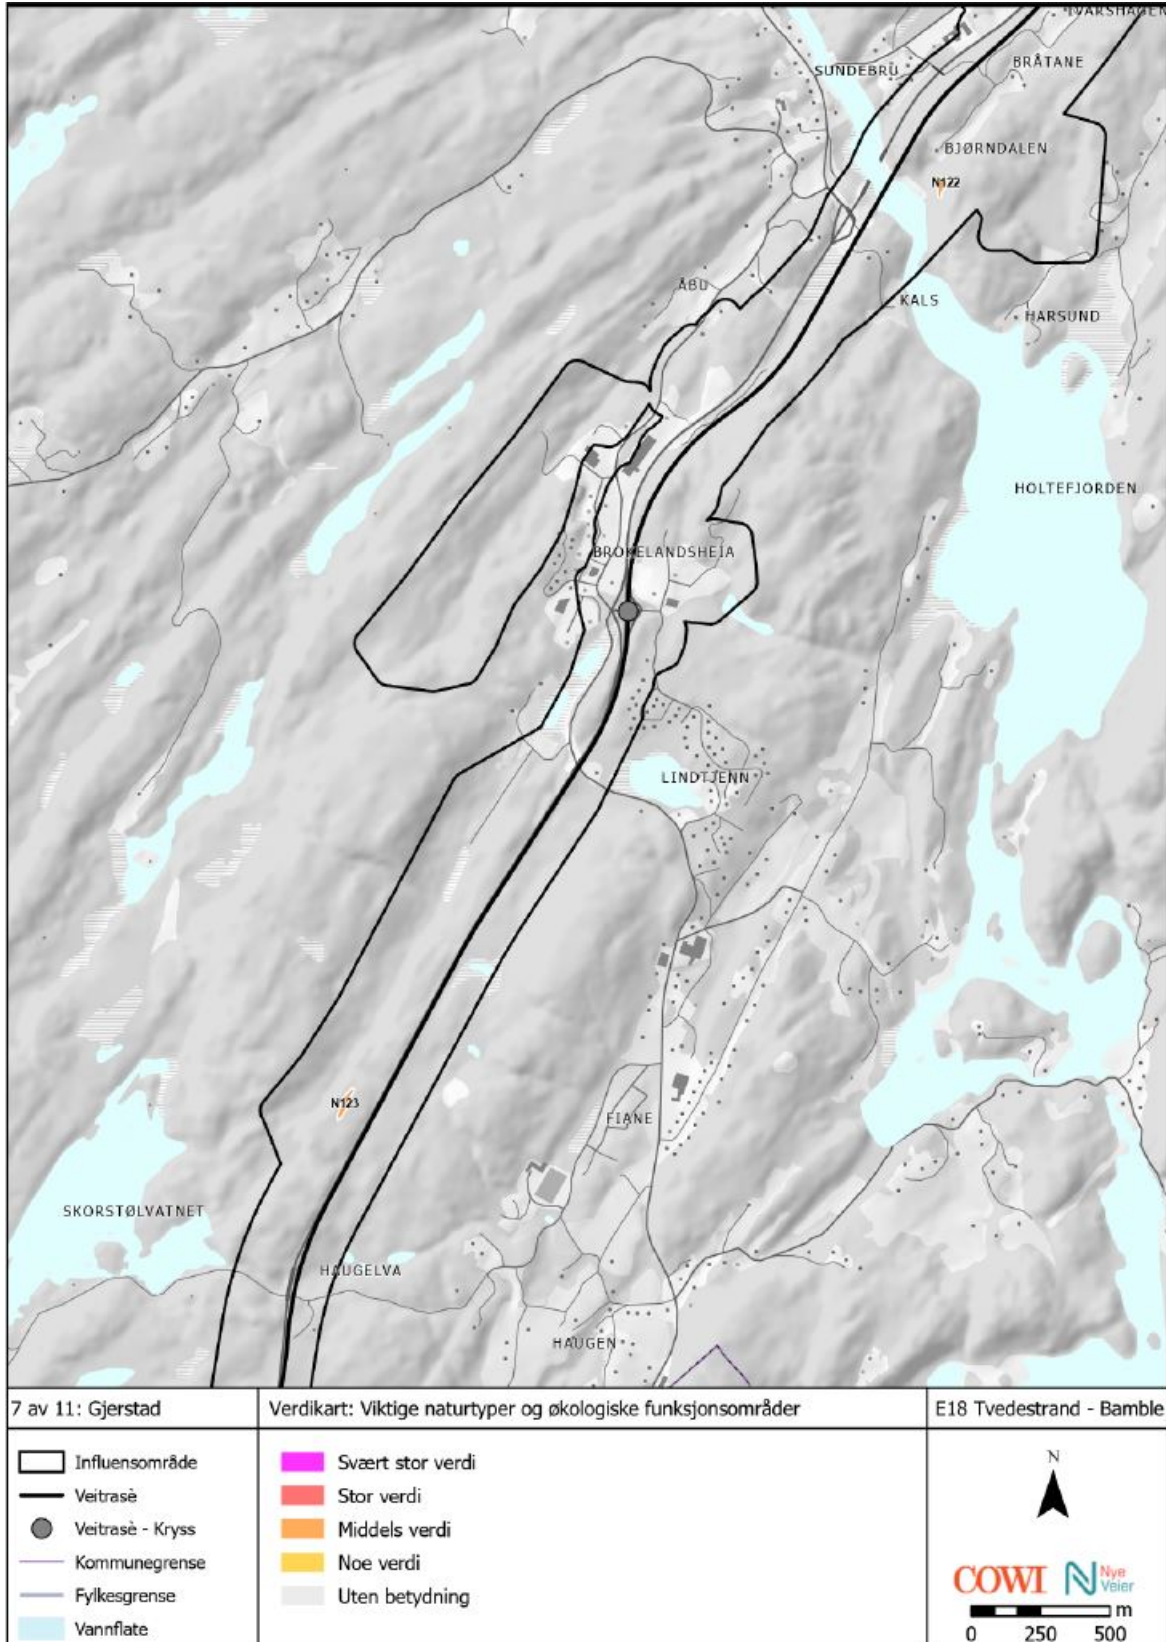 IVARSHAGEN
SUNDEBRU
BRÅTANE
BJØRNDALEN
N122
ÅBU
KALS
HARSUND
HOLTEFJORDEN
BROKELANDSHEIA
LINDTJENN
N123
FIANE
SKORSTØLVATNET
HAUGELVA
HAUGEN
7 av 11: Gjerstad
Verdikart: Viktige naturtyper og økologiske funksjonsområder
E18 Tvedestrand - Bamble
Influensområde
Veitrasè
Veitrasè - Kryss
Kommunegrense
Fylkesgrense
Vannflate
Svært stor verdi
Stor verdi
Middels verdi
Noe verdi
Uten betydning
N
COWI
Nye
Veier
m
0 250 500